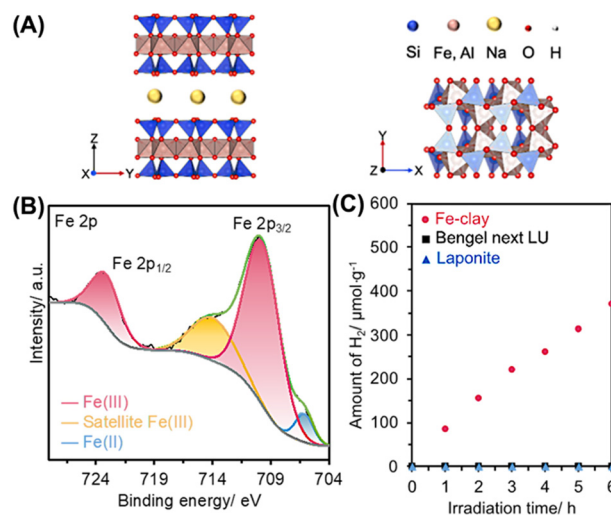 (A)
Si Fe, Al Na O H
Z
X Y
Y
Z X
(B)
Fe 2p
Fe 2p1/2
Fe 2p3/2
Intensity/ a.u.
Fe(III)
Satellite Fe(III)
Fe(II)
724 719 714 709 704
Binding energy/ eV
(C)
Amount of H2/ μmol·g-1
600
500
400
300
200
100
0
Fe-clay
Bengel next LU
Laponite
0 1 2 3 4 5 6
Irradiation time/ h